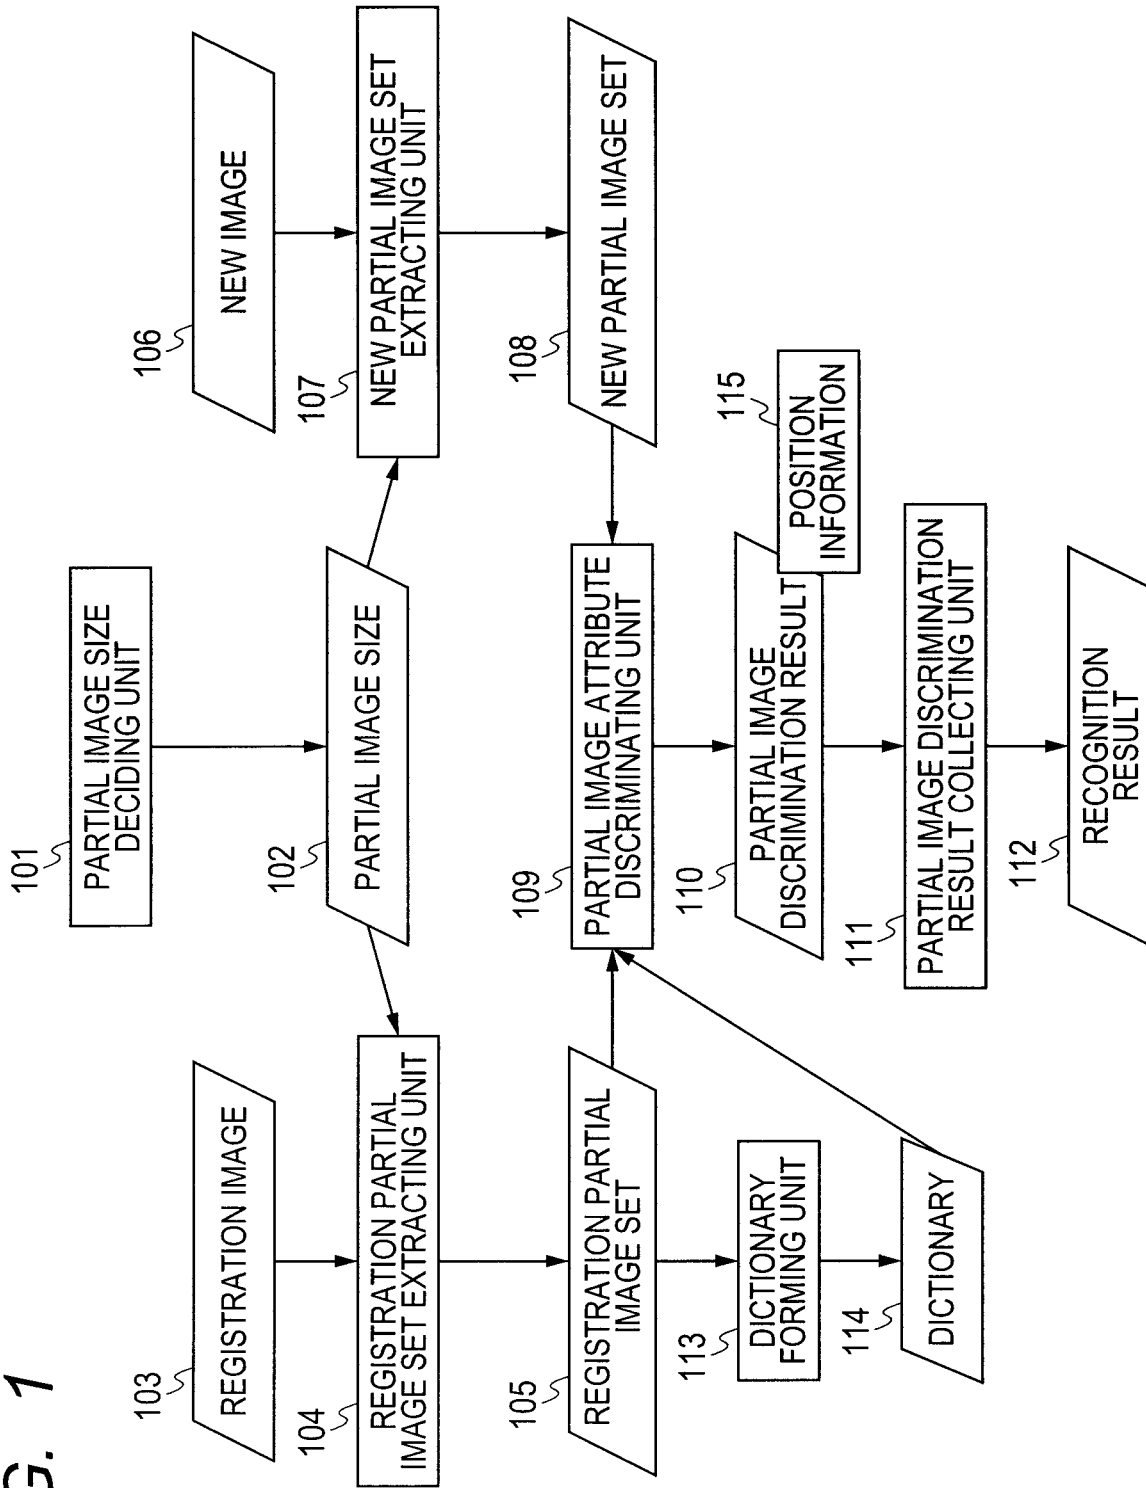 G. 1
101
PARTIAL IMAGE SIZE
DECIDING UNIT
102
PARTIAL IMAGE SIZE
103
REGISTRATION IMAGE
104
REGISTRATION PARTIAL
IMAGE SET EXTRACTING UNIT
105
REGISTRATION PARTIAL
IMAGE SET
106
NEW IMAGE
107
NEW PARTIAL IMAGE SET
EXTRACTING UNIT
108
NEW PARTIAL IMAGE SET
109
PARTIAL IMAGE ATTRIBUTE
DISCRIMINATING UNIT
110
PARTIAL IMAGE
DISCRIMINATION RESULT
115
POSITION
INFORMATION
111
PARTIAL IMAGE DISCRIMINATION
RESULT COLLECTING UNIT
112
RECOGNITION
RESULT
113
DICTIONARY
FORMING UNIT
114
DICTIONARY